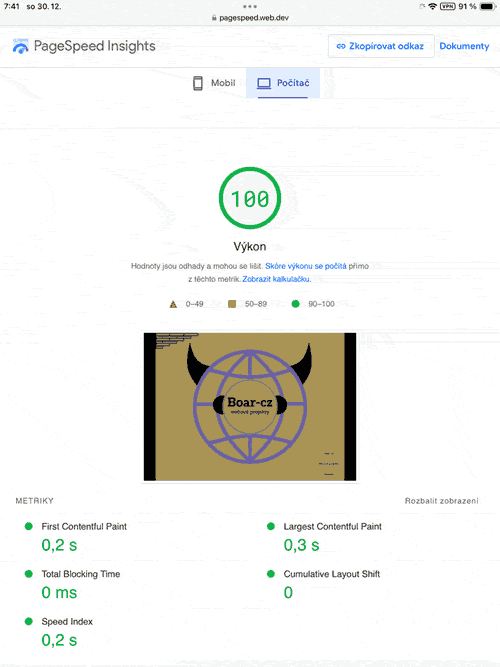 7:41 so 30. 12.
VPN 91 %
pagespeed.web.dev
PageSpeed Insights
Zkopírovat odkaz
Dokumenty
Mobil
Počítač
100
Výkon
Hodnoty jsou odhady a mohou se lišit. Skóre výkonu se počítá přímo
z těchto metrik. Zobrazit kalkulačku.
0–49
50–89
90–100
Boar-cz
webové projekty
METRIKY
Rozbalit zobrazení
First Contentful Paint
0,2 s
Largest Contentful Paint
0,3 s
Total Blocking Time
0 ms
Cumulative Layout Shift
0
Speed Index
0,2 s